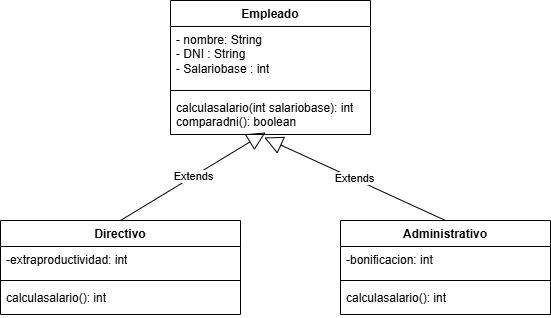 Empleado
- nombre: String
- DNI : String
- Salariobase : int
calculasalario(int salariobase): int
comparadni(): boolean
Extends
Extends
Directivo
-extraproductividad: int
calculasalario(): int
Administrativo
-bonificacion: int
calculasalario(): int